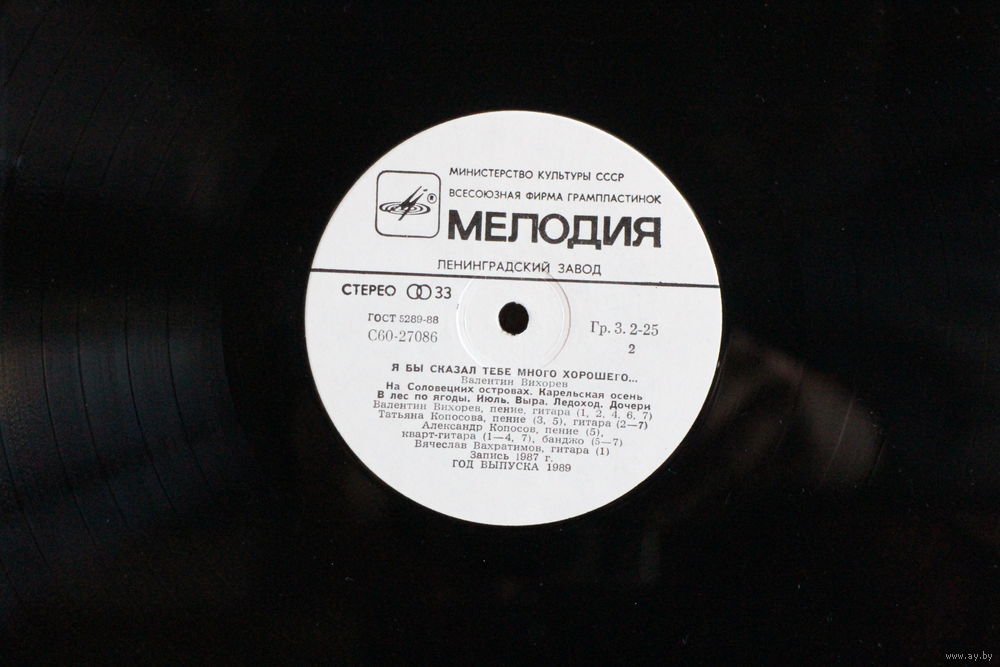 МИНИСТЕРСТВО КУЛЬТУРЫ СССР
ВСЕСОЮЗНАЯ ФИРМА ГРАМПЛАСТИНОК
®
МЕЛОДИЯ
ЛЕНИНГРАДСКИЙ ЗАВОД
СТЕРЕО 33
ГОСТ 5289-88
С60-27086
Гр. 3. 2-25
2
Я БЫ СКАЗАЛ ТЕБЕ МНОГО ХОРОШЕГО...
Валентин Вихорев
На Соловецких островах. Карельская осень
В лес по ягоды. Июль. Выра. Ледоход. Дочери
Валентин Вихорев, пение, гитара (1, 2, 4, 6, 7)
Татьяна Копосова, пение (3, 5), гитара (2—7)
Александр Копосов, пение (5),
кварт-гитара (1—4, 7), банджо (5—7)
Вячеслав Вахратимов, гитара (1)
Запись 1987 г.
ГОД ВЫПУСКА 1989
www.ay.by